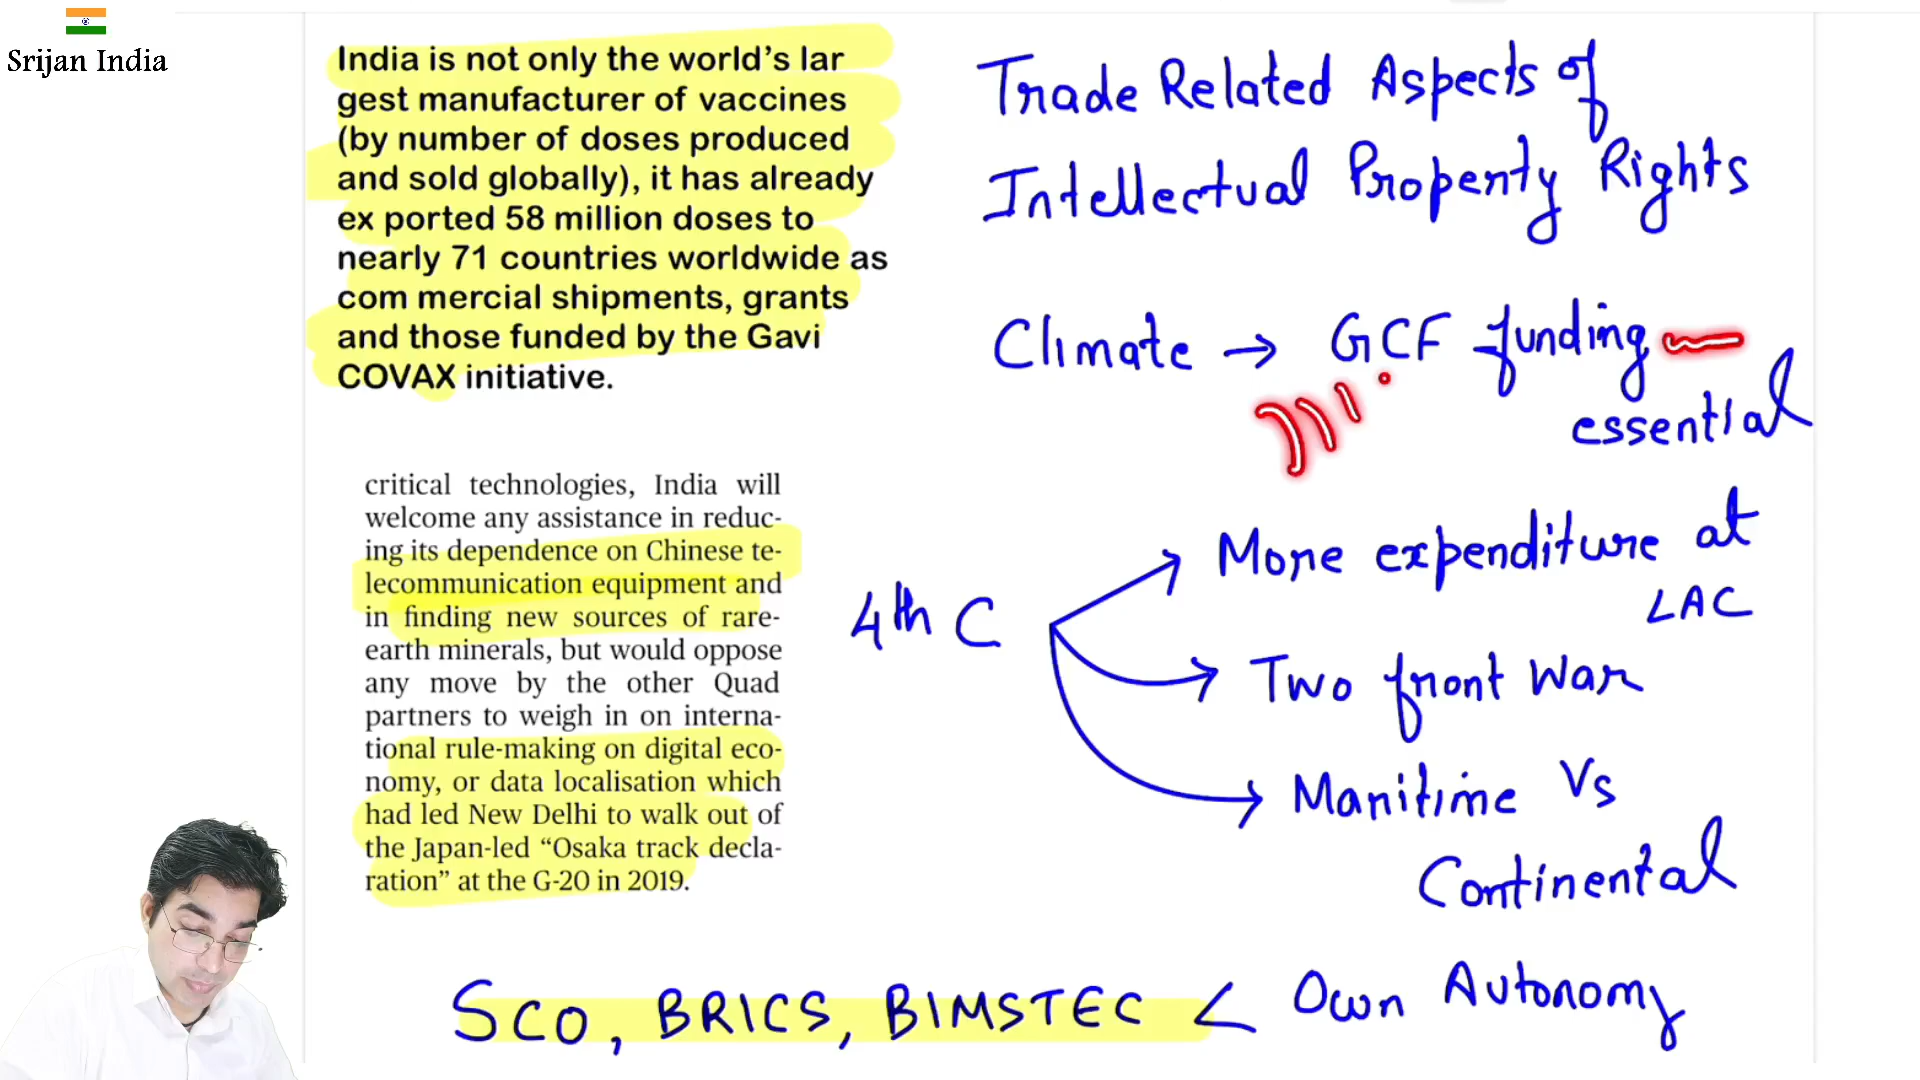 Srijan India
India is not only the world's lar
gest manufacturer of vaccines
(by number of doses produced
and sold globally), it has already
ex ported 58 million doses to
nearly 71 countries worldwide as
com mercial shipments, grants
and those funded by the Gavi
COVAX initiative.
critical technologies, India will
welcome any assistance in reduc-
ing its dependence on Chinese te-
lecommunication equipment and
in finding new sources of rare-
earth minerals, but would oppose
any move by the other Quad
partners to weigh in on interna-
tional rule-making on digital eco-
nomy, or data localisation which
had led New Delhi to walk out of
the Japan-led “Osaka track decla-
ration” at the G-20 in 2019.
Trade Related Aspects of
Intellectual Property Rights
Climate → GCF funding
essential
4th C
More expenditure at
LAC
Two front War
Maritime Vs
Continental
SCO, BRICS, BIMSTEC < Own Autonomy